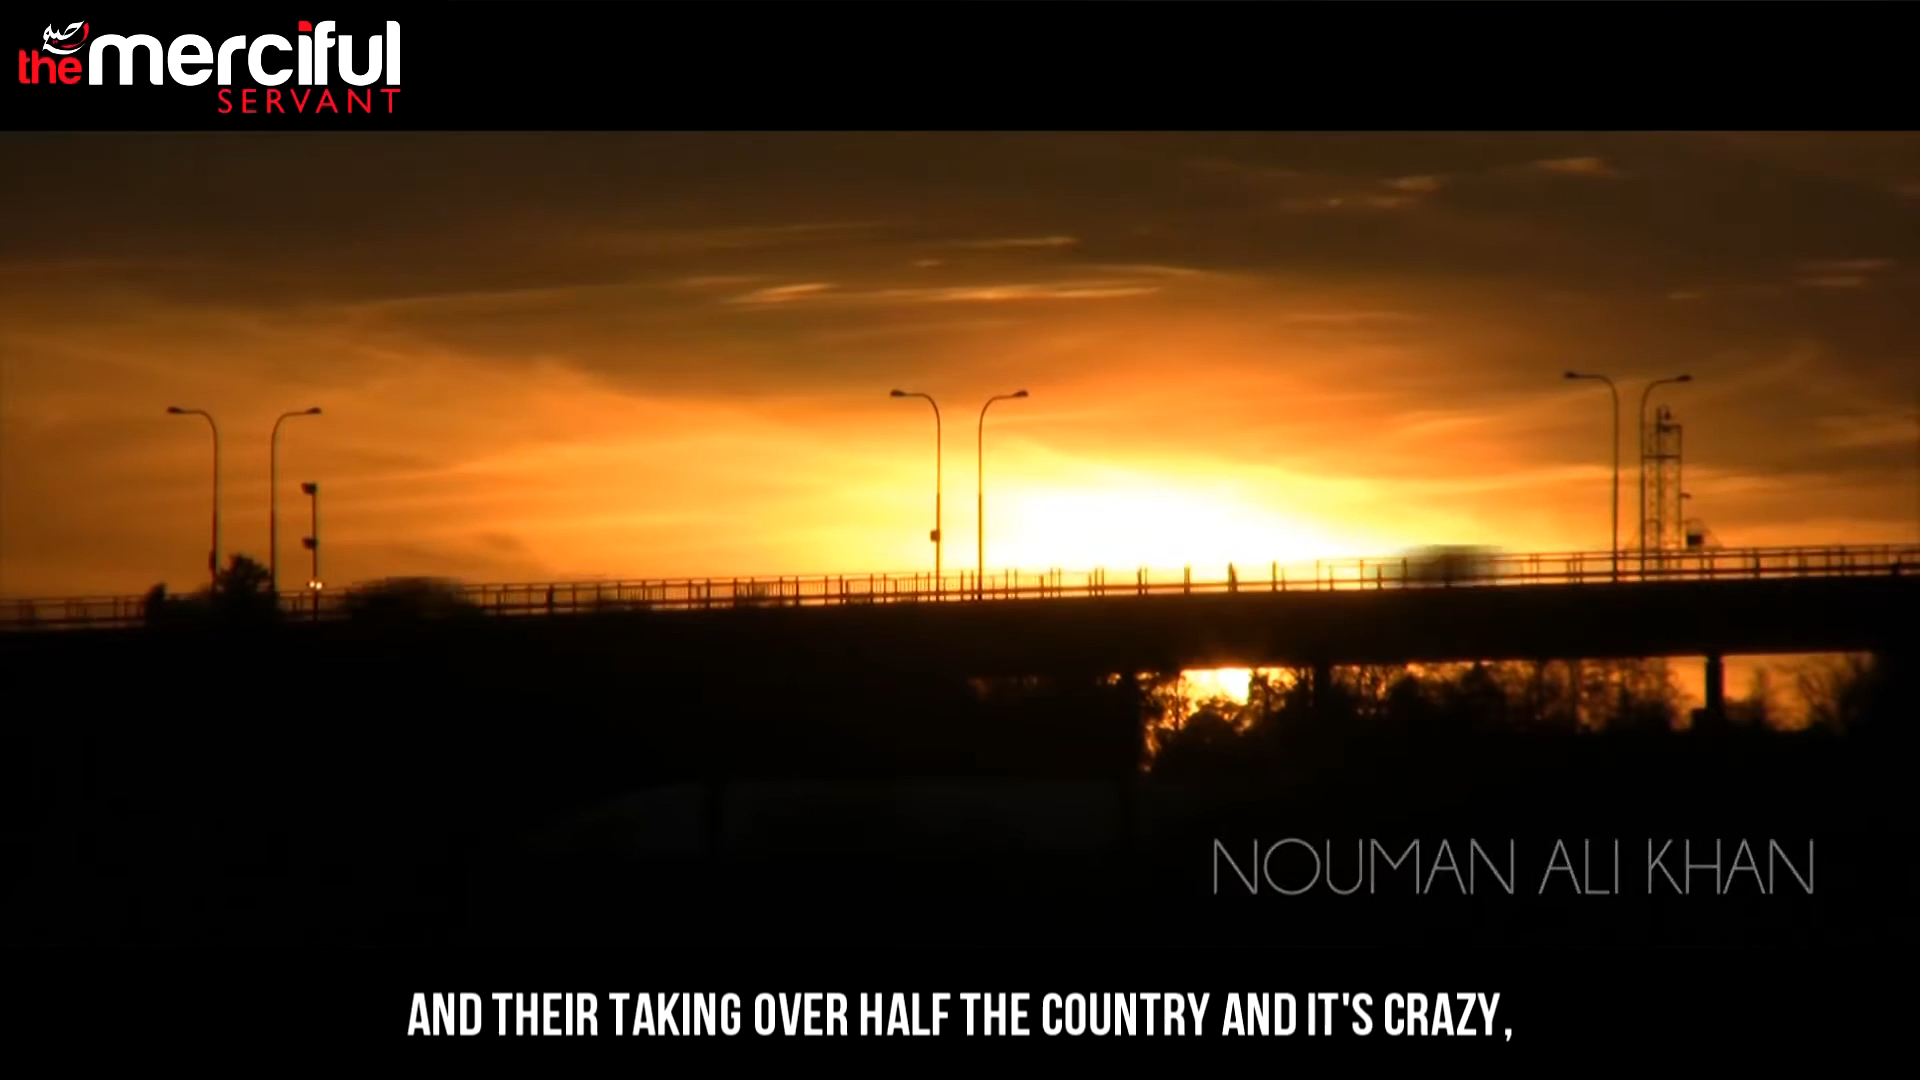 the merciful
SERVANT
NOUMAN ALI KHAN
AND THEIR TAKING OVER HALF THE COUNTRY AND IT'S CRAZY,